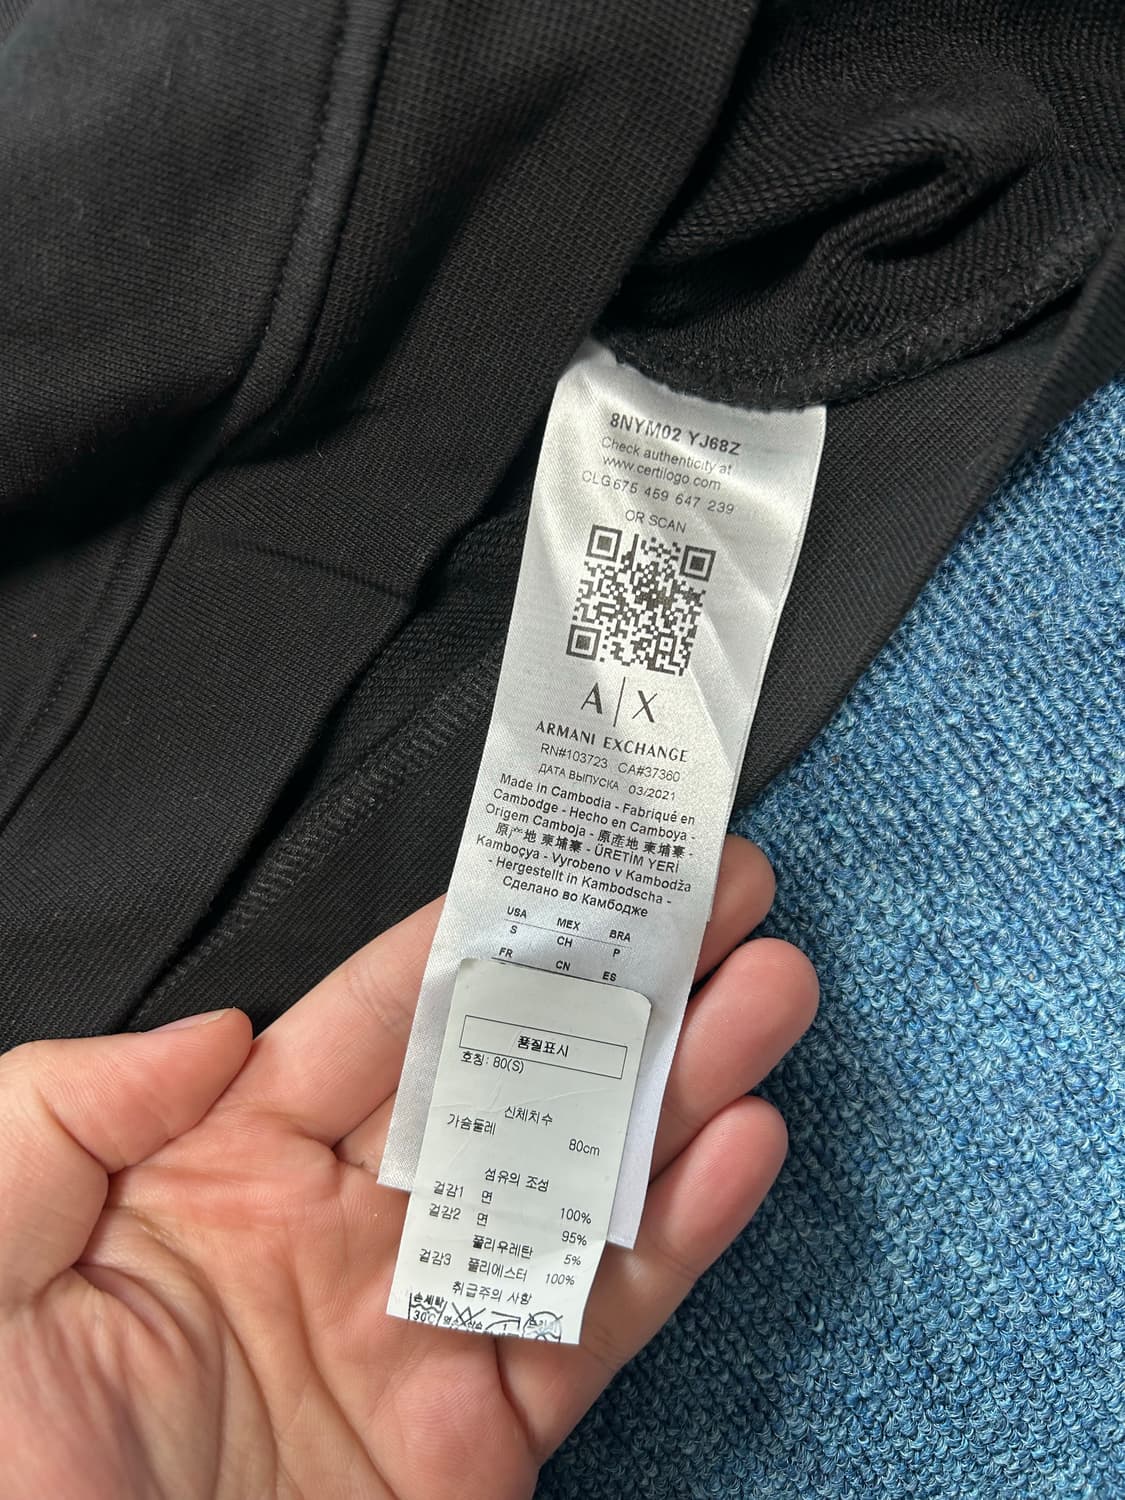 8NYM02 YJ68Z
Check authenticity at
www.certilogo.com
CLG 675 459 647 239
OR SCAN
A|X
ARMANI EXCHANGE
RN#103723 CA#37360
ДАТА ВЫПУСКА 03/2021
Made in Cambodia - Fabriqué en
Cambodge - Hecho en Camboya -
Origem Camboja - 原產地 柬埔寨 -
原产地 柬埔寨 - ÜRETİM YERİ
Kamboçya - Vyrobeno v Kambodža
- Hergestellt in Kambodscha -
Сделано во Камбодже
USA MEX BRA
S CH P
FR CN ES
품질표시
호칭: 80(S)
신체치수
가슴둘레 80cm
섬유의 조성
겉감1 면 100%
겉감2 면 95%
폴리우레탄 5%
겉감3 폴리에스터 100%
취급주의 사항
손세탁
30℃